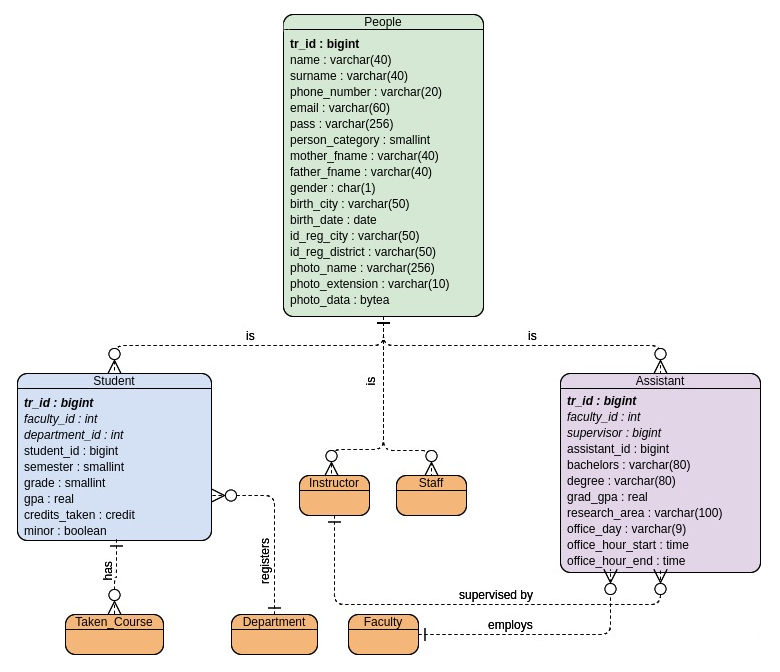 People
tr_id : bigint
name : varchar(40)
surname : varchar(40)
phone_number : varchar(20)
email : varchar(60)
pass : varchar(256)
person_category : smallint
mother_fname : varchar(40)
father_fname : varchar(40)
gender : char(1)
birth_city : varchar(50)
birth_date : date
id_reg_city : varchar(50)
id_reg_district : varchar(50)
photo_name : varchar(256)
photo_extension : varchar(10)
photo_data : bytea
is
is
is
Student
tr_id : bigint
faculty_id : int
department_id : int
student_id : bigint
semester : smallint
grade : smallint
gpa : real
credits_taken : credit
minor : boolean
Instructor
Staff
Assistant
tr_id : bigint
faculty_id : int
supervisor : bigint
assistant_id : bigint
bachelors : varchar(80)
degree : varchar(80)
grad_gpa : real
research_area : varchar(100)
office_day : varchar(9)
office_hour_start : time
office_hour_end : time
has
registers
supervised by
employs
Taken_Course
Department
Faculty